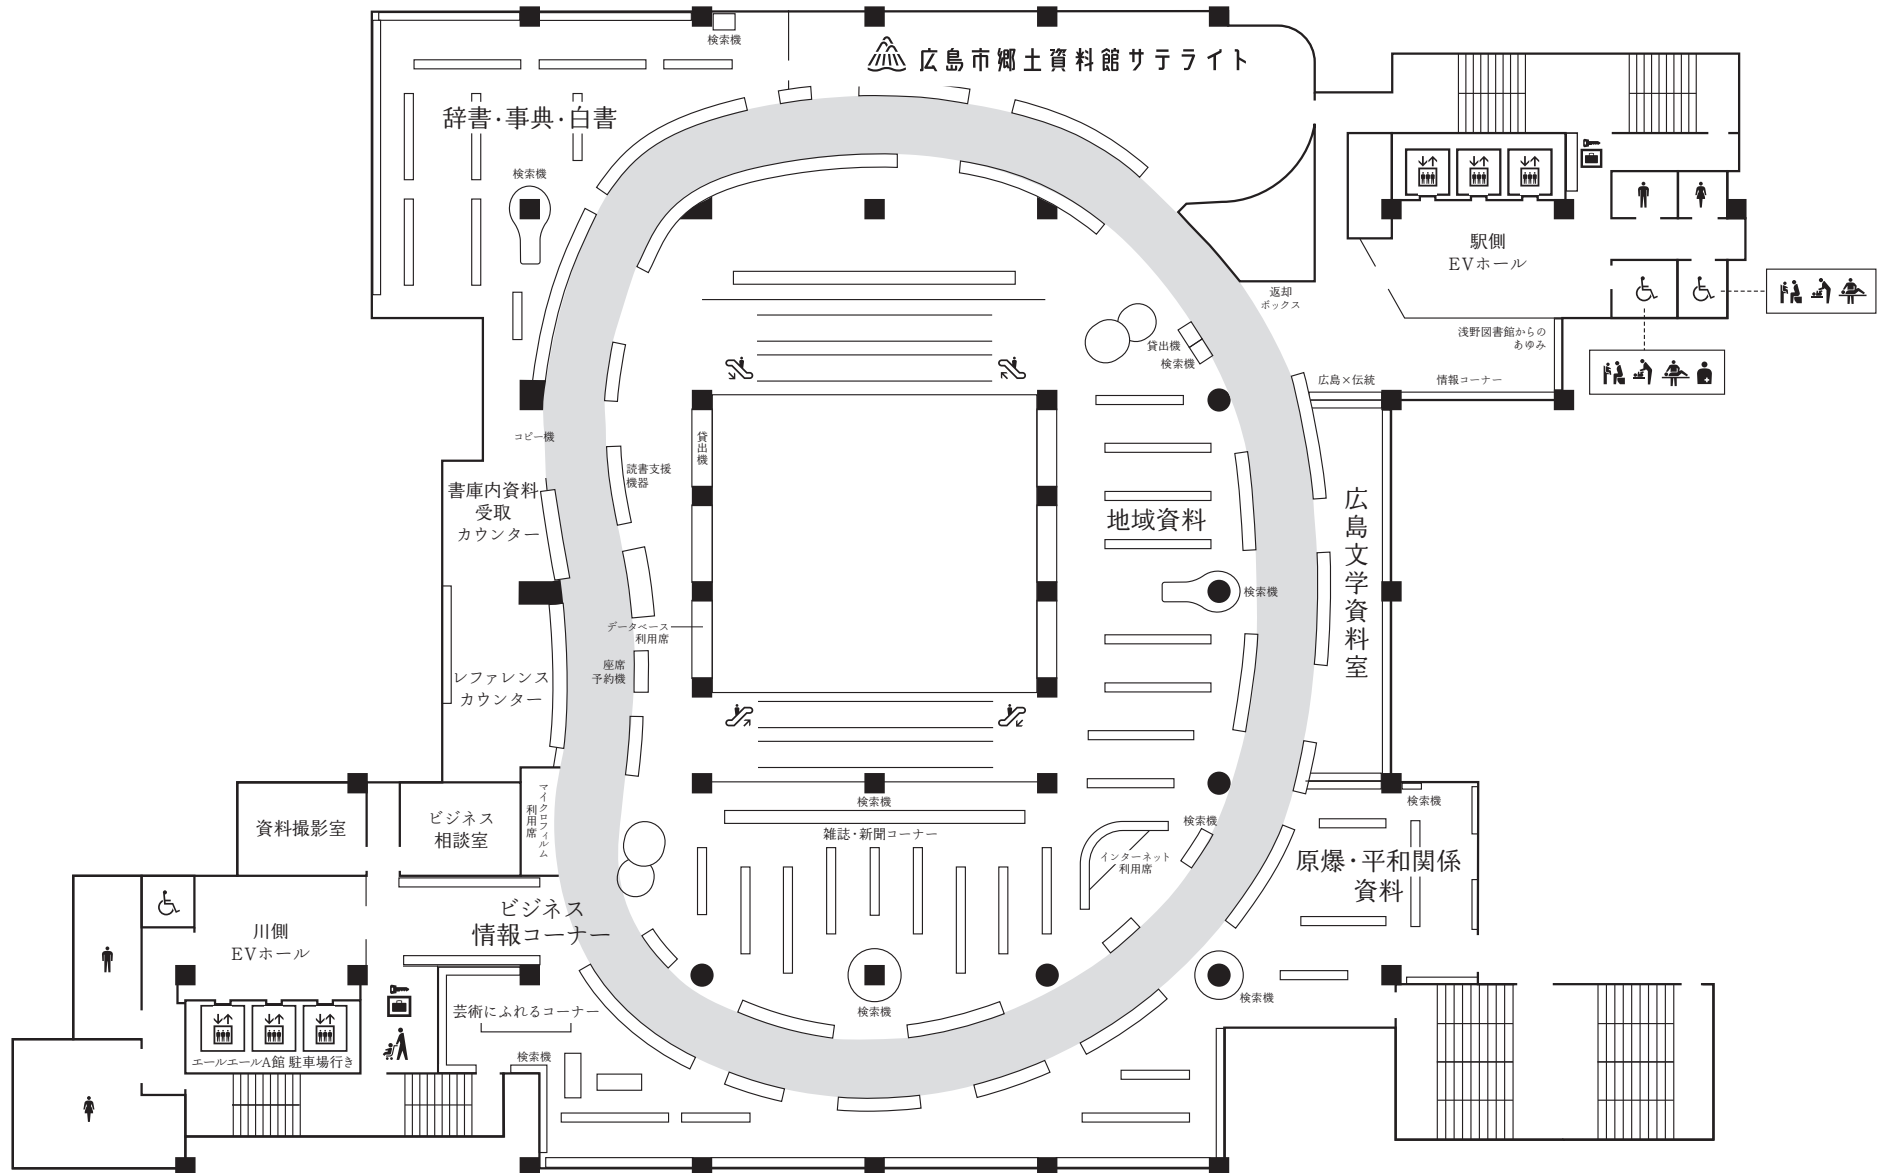 検索機
広島市郷土資料館サテライト
辞書・事典・白書
検索機
駅側
EVホール
返却
ボックス
浅野図書館からの
あゆみ
貸出機
検索機
広島×伝統
情報コーナー
コピー機
貸出機
読書支援
機器
書庫内資料
受取
カウンター
地域資料
広島文学資料室
検索機
データベース
利用席
座席
予約機
レファレンス
カウンター
マイクロフィルム
利用席
資料撮影室
ビジネス
相談室
検索機
雑誌・新聞コーナー
検索機
インターネット
利用席
検索機
原爆・平和関係
資料
ビジネス
情報コーナー
川側
EVホール
芸術にふれるコーナー
検索機
検索機
検索機
エールエールA館 駐車場行き